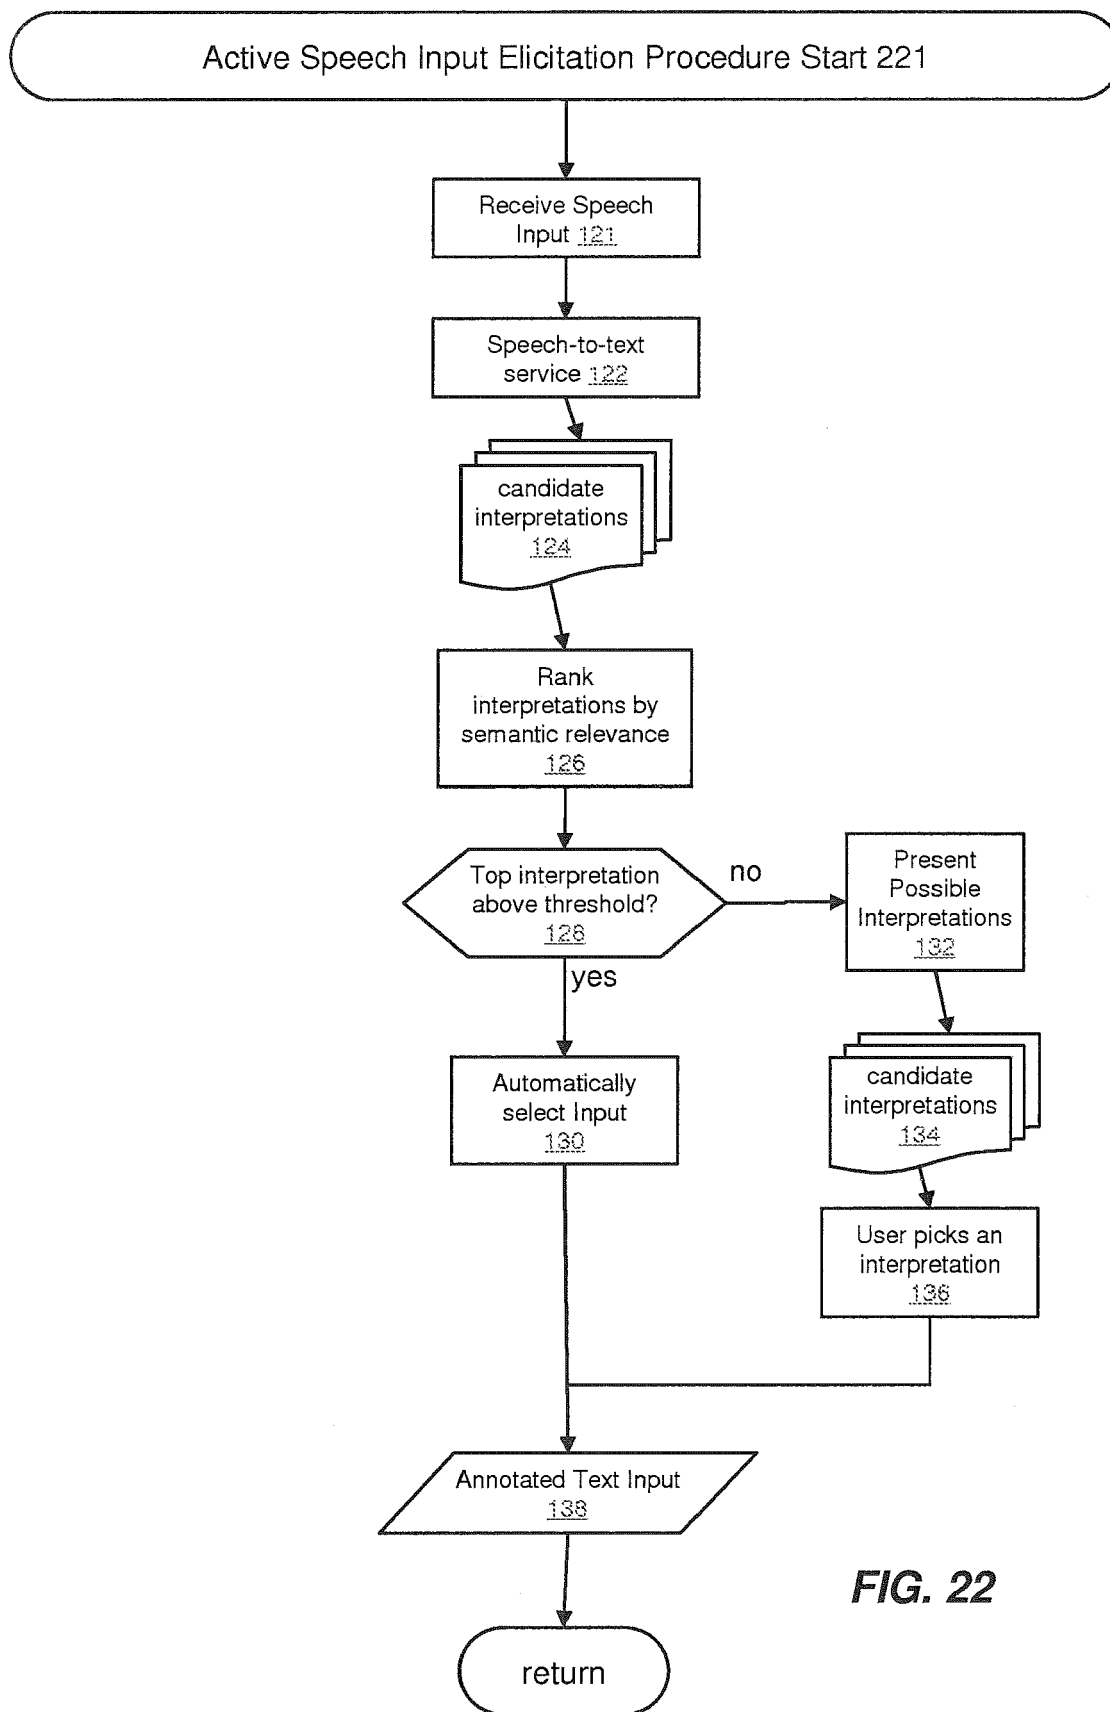 Active Speech Input Elicitation Procedure Start 221
Receive Speech
Input 121
Speech-to-text
service 122
candidate
interpretations
124
Rank
interpretations by
semantic relevance
126
Top interpretation
above threshold?
128
no
yes
Present
Possible
Interpretations
132
Automatically
select Input
130
candidate
interpretations
134
User picks an
interpretation
136
Annotated Text Input
138
FIG. 22
return